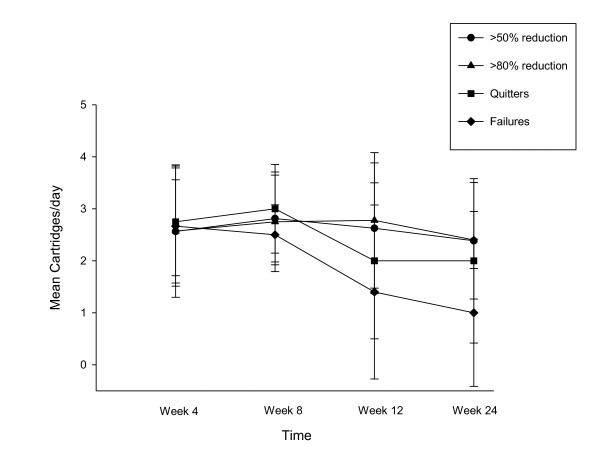 >50% reduction
>80% reduction
Quitters
Failures
5
4
3
2
1
0
Mean Cartridges/day
Week 4 Week 8 Week 12 Week 24
Time